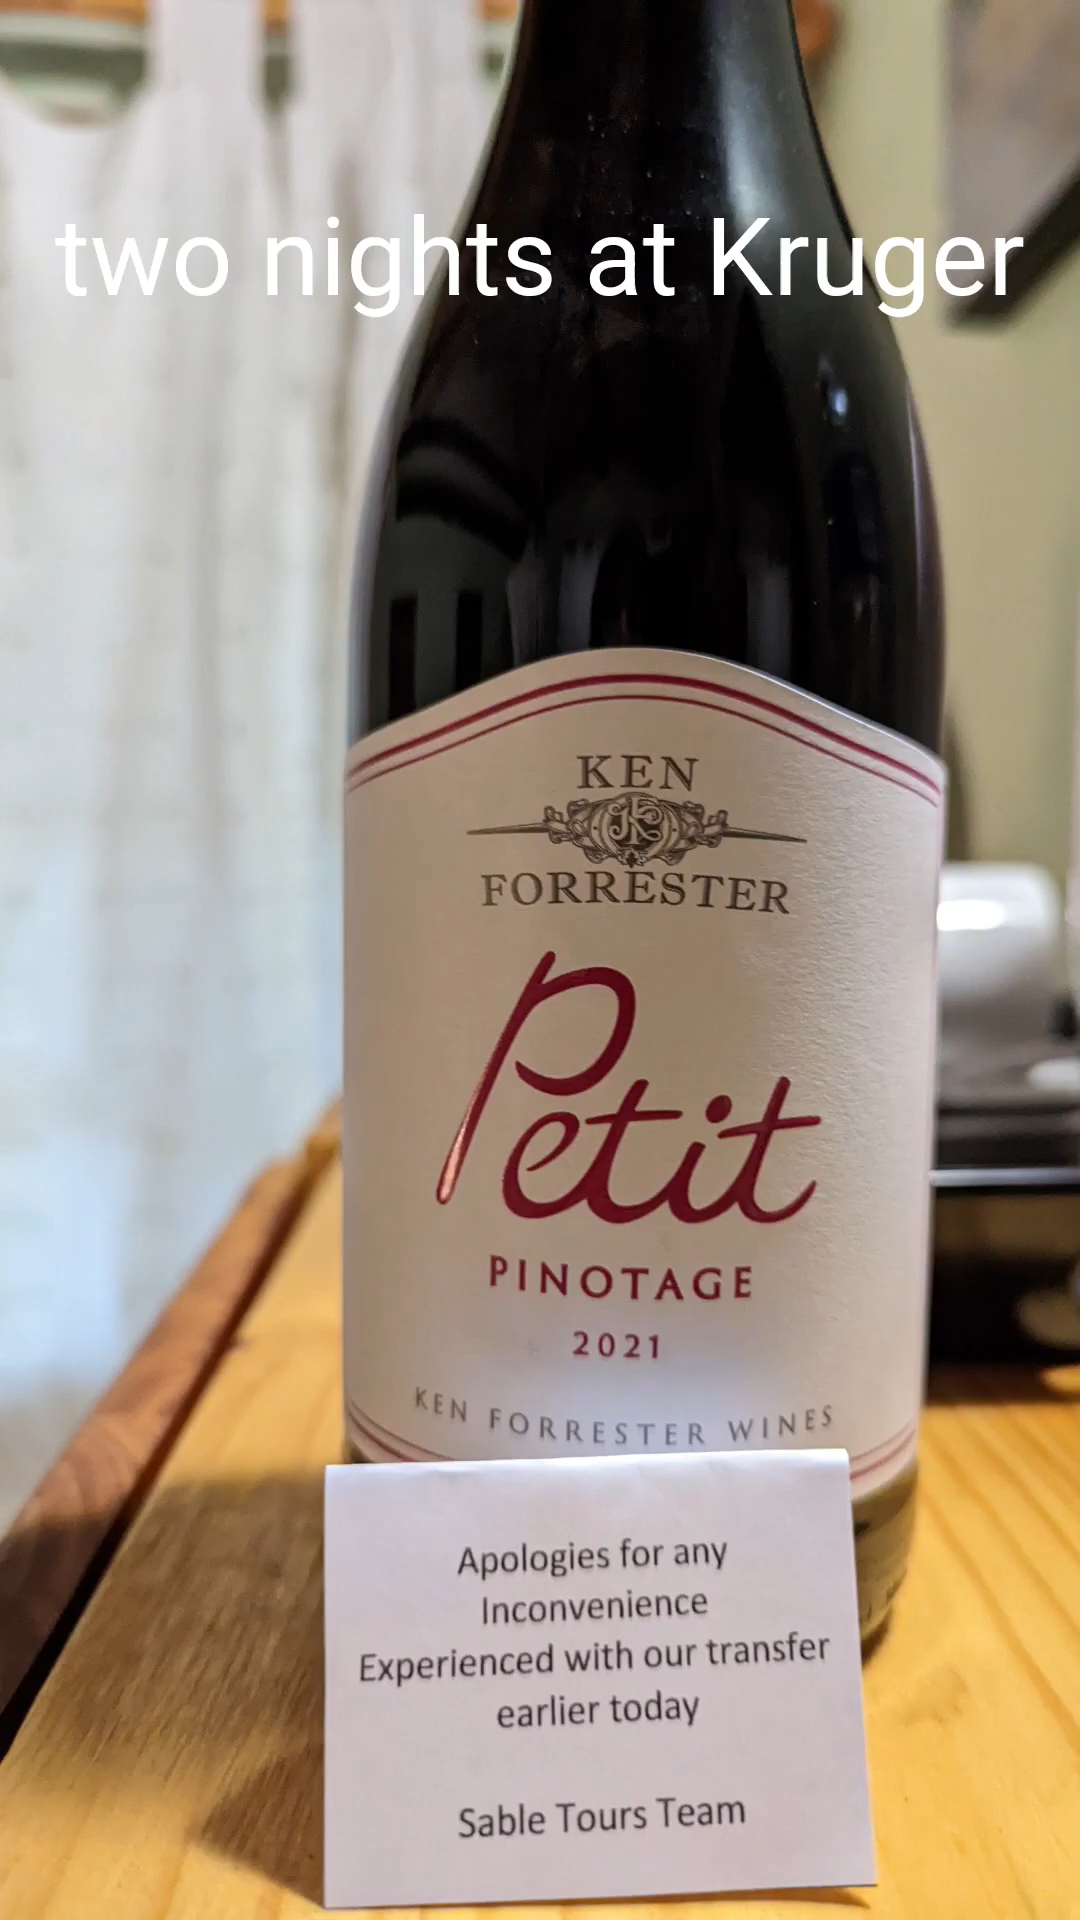 two nights at Kruger
KEN
FORRESTER
Petit
PINOTAGE
2021
KEN FORRESTER WINES
Apologies for any
Inconvenience
Experienced with our transfer
earlier today
Sable Tours Team